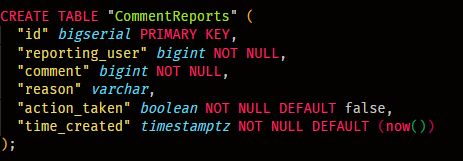 CREATE TABLE "CommentReports" (
  "id" bigserial PRIMARY KEY,
  "reporting_user" bigint NOT NULL,
  "comment" bigint NOT NULL,
  "reason" varchar,
  "action_taken" boolean NOT NULL DEFAULT false,
  "time_created" timestamptz NOT NULL DEFAULT (now())
);